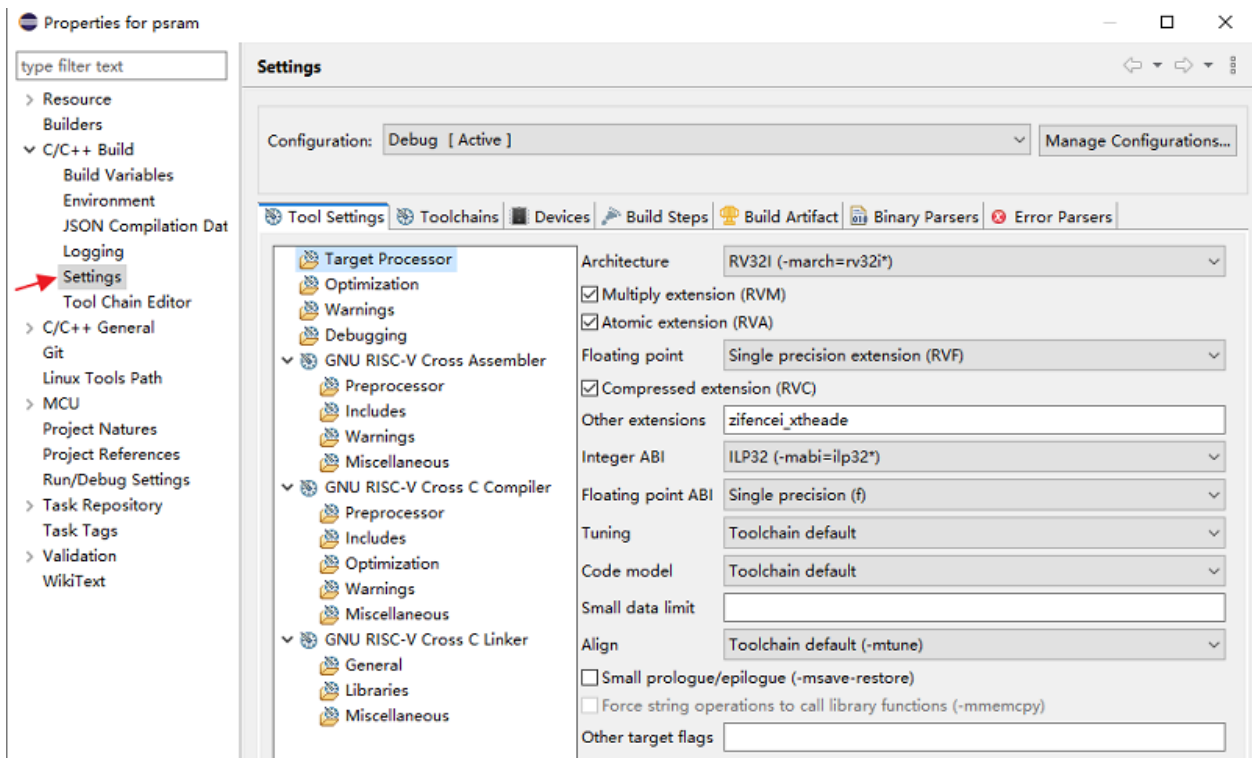 Properties for psram
type filter text
Resource
Builders
C/C++ Build
Build Variables
Environment
JSON Compilation Dat
Logging
Settings
Tool Chain Editor
C/C++ General
Git
Linux Tools Path
MCU
Project Natures
Project References
Run/Debug Settings
Task Repository
Task Tags
Validation
WikiText
Settings
Configuration: Debug [ Active ] Manage Configurations...
Tool Settings Toolchains Devices Build Steps Build Artifact Binary Parsers Error Parsers
Target Processor
Optimization
Warnings
Debugging
GNU RISC-V Cross Assembler
Preprocessor
Includes
Warnings
Miscellaneous
GNU RISC-V Cross C Compiler
Preprocessor
Includes
Optimization
Warnings
Miscellaneous
GNU RISC-V Cross C Linker
General
Libraries
Miscellaneous
Architecture RV32I (-march=rv32i*)
Multiply extension (RVM)
Atomic extension (RVA)
Floating point Single precision extension (RVF)
Compressed extension (RVC)
Other extensions zifencei_xtheade
Integer ABI ILP32 (-mabi=ilp32*)
Floating point ABI Single precision (f)
Tuning Toolchain default
Code model Toolchain default
Small data limit
Align Toolchain default (-mtune)
Small prologue/epilogue (-msave-restore)
Force string operations to call library functions (-mmemcpy)
Other target flags